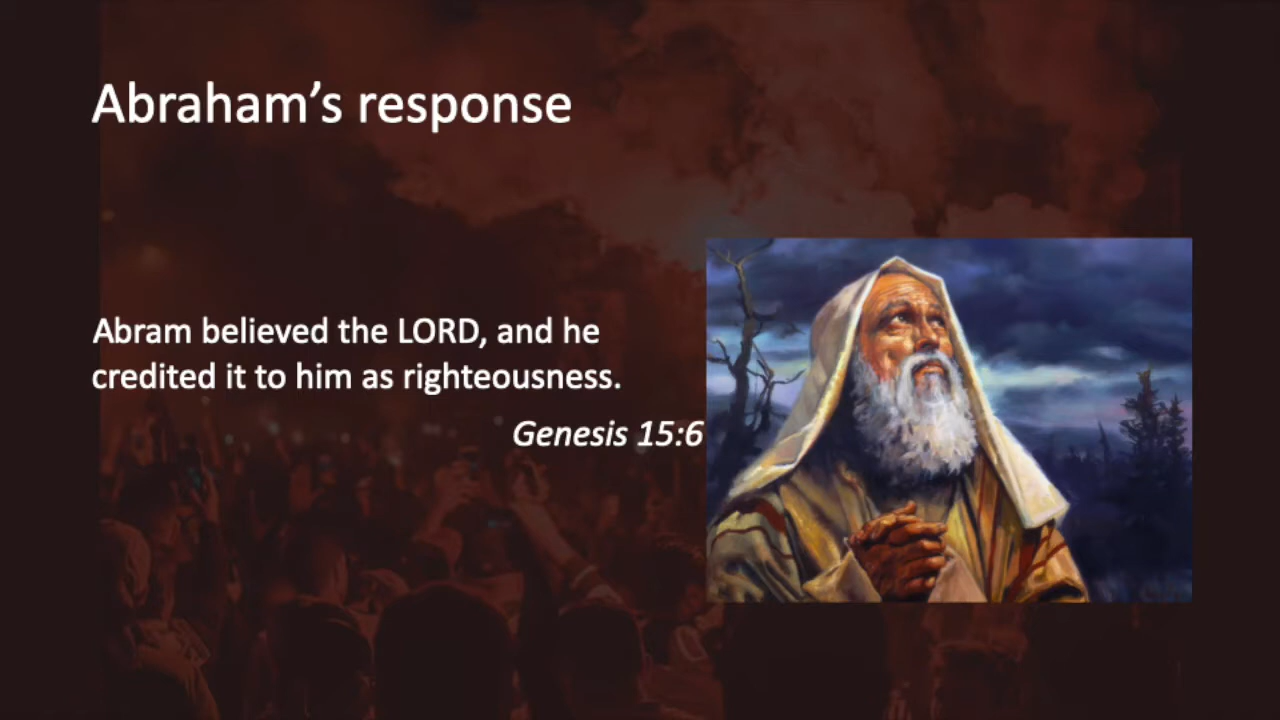 Abraham’s response
Abram believed the LORD, and he
credited it to him as righteousness.
Genesis 15:6